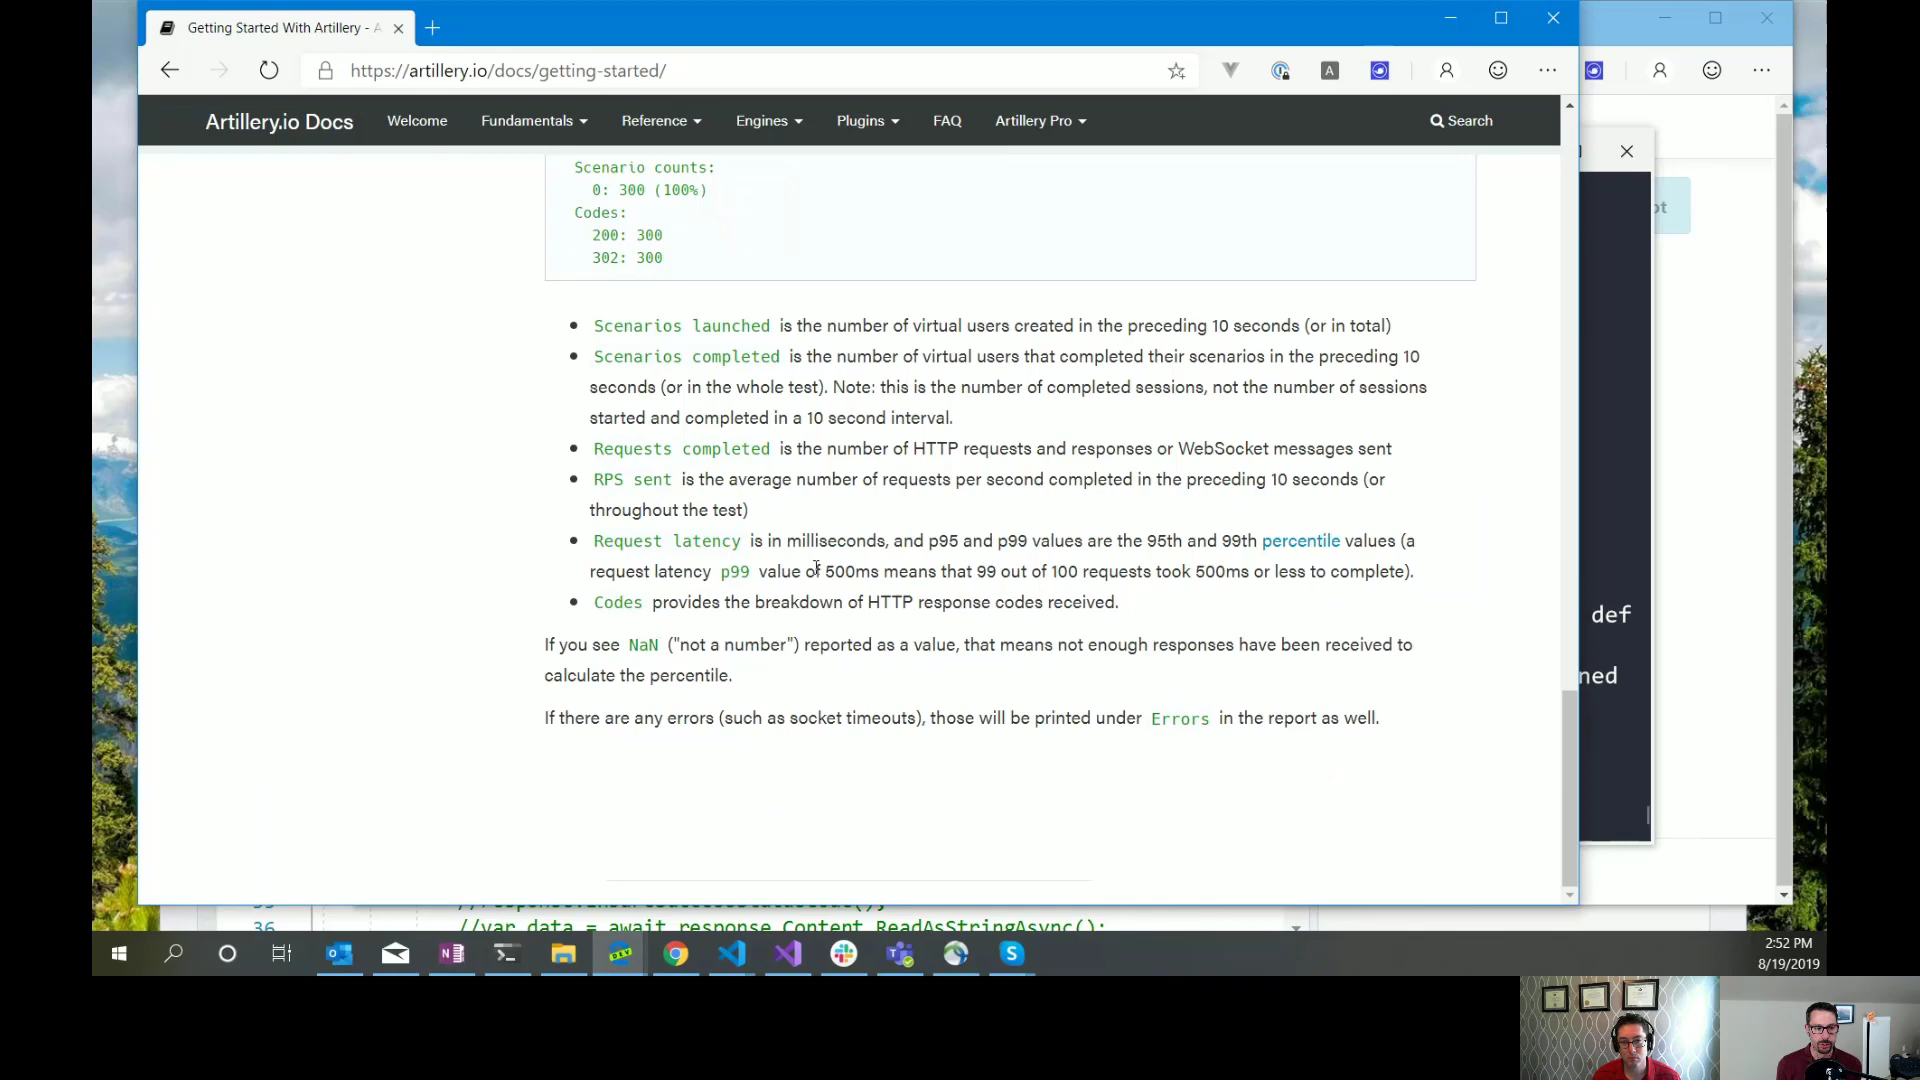 Getting Started With Artillery - A
https://artillery.io/docs/getting-started/
A
Artillery.io Docs
Welcome
Fundamentals
Reference
Engines
Plugins
FAQ
Artillery Pro
Search
Scenario counts:
0: 300 (100%)
Codes:
200: 300
302: 300
Scenarios launched is the number of virtual users created in the preceding 10 seconds (or in total)
Scenarios completed is the number of virtual users that completed their scenarios in the preceding 10
seconds (or in the whole test). Note: this is the number of completed sessions, not the number of sessions
started and completed in a 10 second interval.
Requests completed is the number of HTTP requests and responses or WebSocket messages sent
RPS sent is the average number of requests per second completed in the preceding 10 seconds (or
throughout the test)
Request latency is in milliseconds, and p95 and p99 values are the 95th and 99th percentile values (a
request latency p99 value of 500ms means that 99 out of 100 requests took 500ms or less to complete).
Codes provides the breakdown of HTTP response codes received.
If you see NaN ("not a number") reported as a value, that means not enough responses have been received to
calculate the percentile.
If there are any errors (such as socket timeouts), those will be printed under Errors in the report as well.
def
ned
36
//var data = await response.Content.ReadAsStringAsync();
2:52 PM
8/19/2019